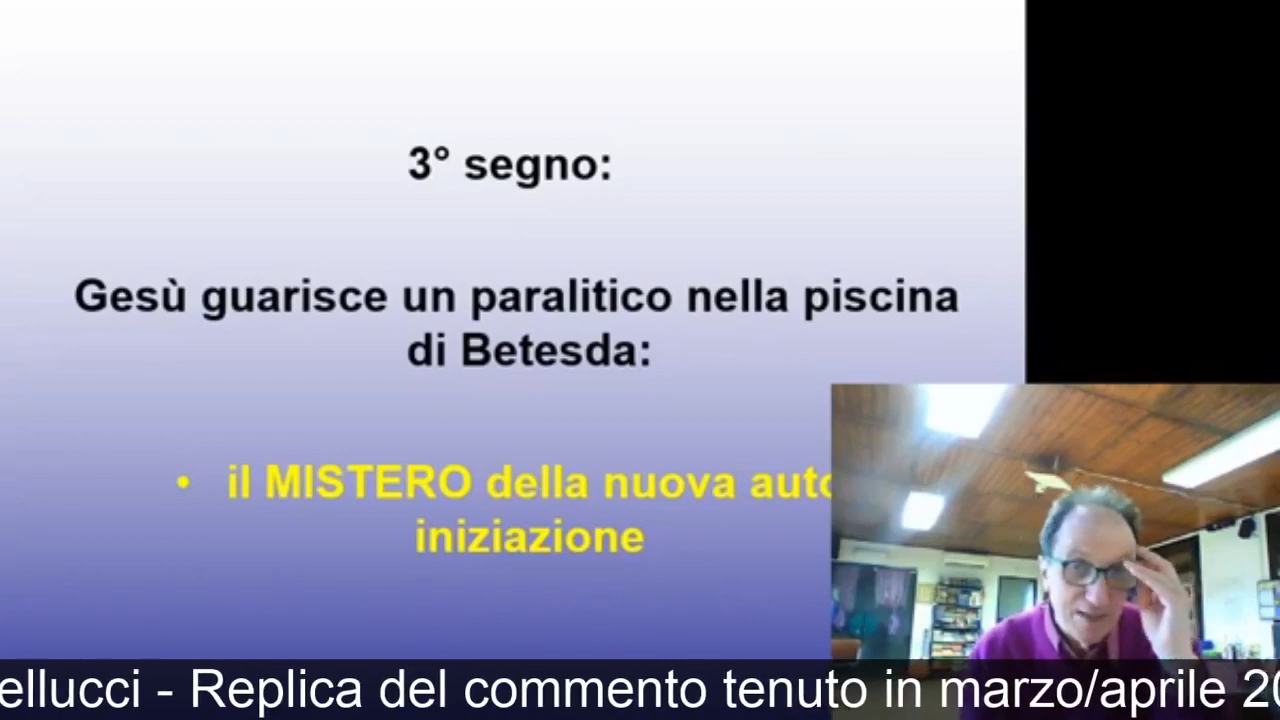 3° segno:
Gesù guarisce un paralitico nella piscina
di Betesda:
• il MISTERO della nuova auto
iniziazione
ellucci - Replica del commento tenuto in marzo/aprile 20